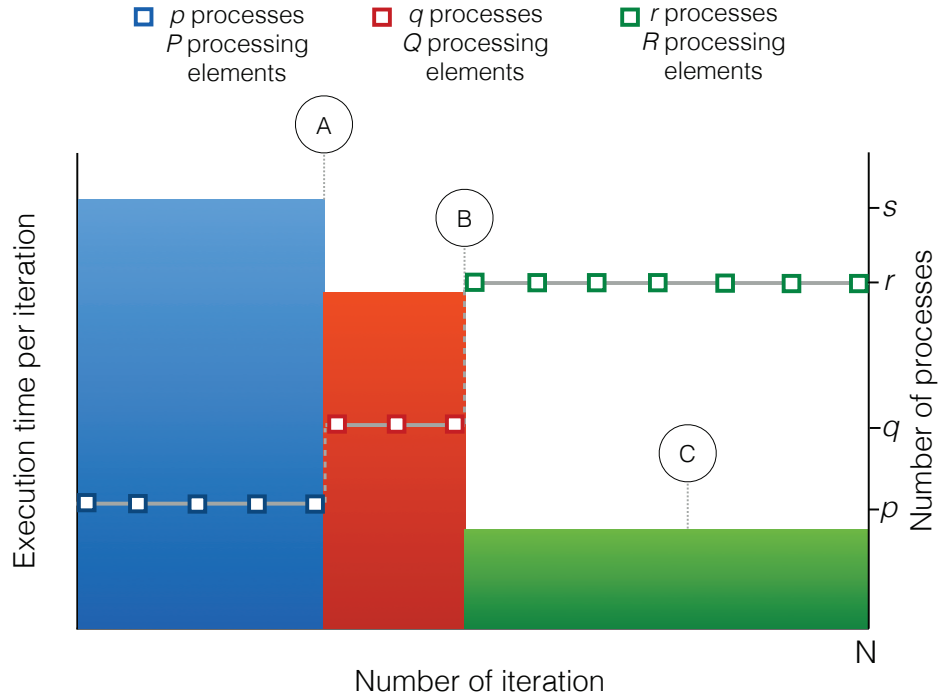 p processes
P processing
elements
q processes
Q processing
elements
r processes
R processing
elements
A
B
C
Execution time per iteration
s
r
q
p
Number of processes
N
Number of iteration